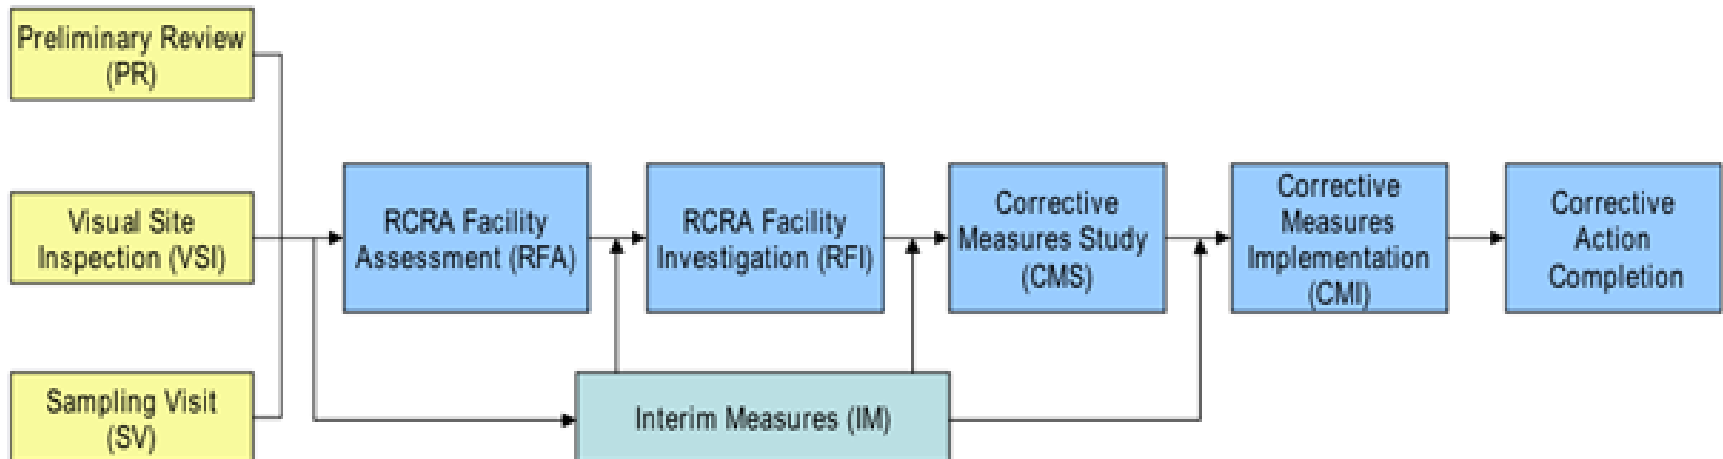 Preliminary Review
(PR)
Visual Site
Inspection (VSI)
Sampling Visit
(SV)
RCRA Facility
Assessment (RFA)
RCRA Facility
Investigation (RFI)
Corrective
Measures Study
(CMS)
Corrective
Measures
Implementation
(CMI)
Corrective
Action
Completion
Interim Measures (IM)